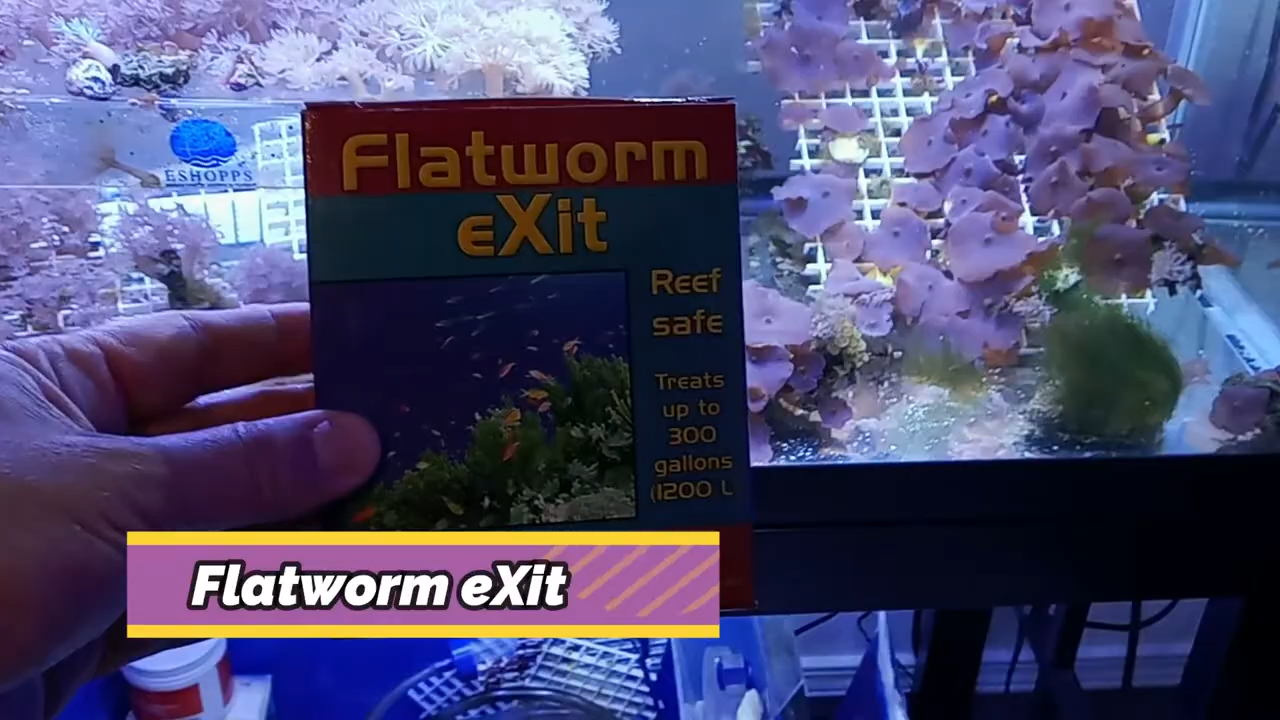 Flatworm
eXit
ESHOPPS
Reef
safe
Treats
up to
300
gallons
(1200 L
Flatworm eXit